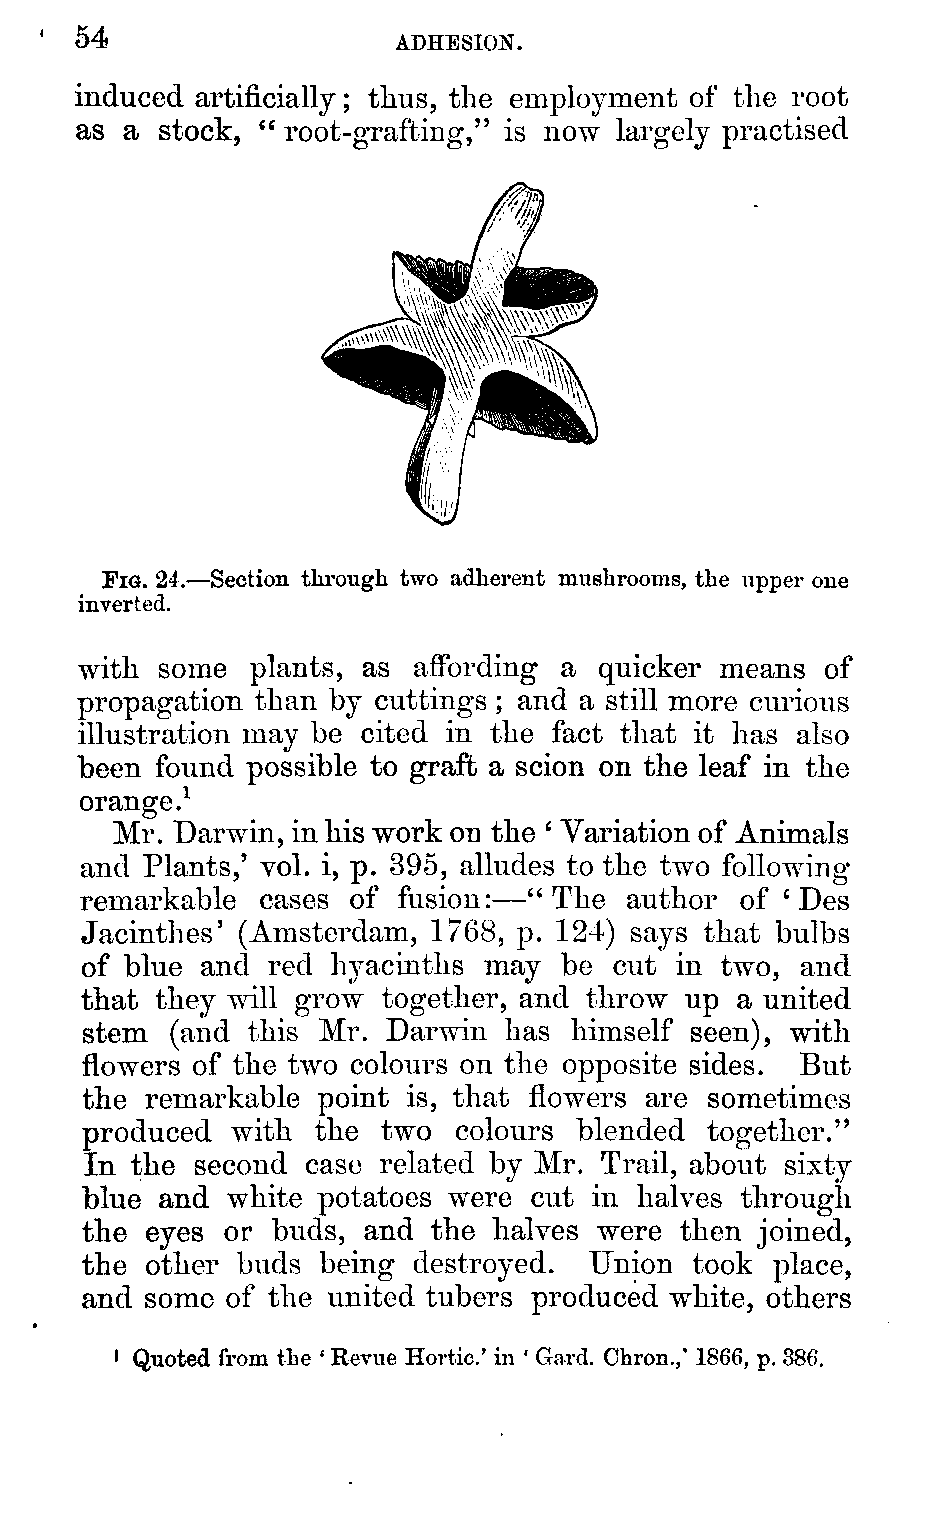 54 ADHESION.
induced artificially; thus, the employment of the root
as a stock, “root-grafting,” is now largely practised
FIG. 24.—Section through two adherent mushrooms, the upper one
inverted.
with some plants, as affording a quicker means of
propagation than by cuttings; and a still more curious
illustration may be cited in the fact that it has also
been found possible to graft a scion on the leaf in the
orange.¹
Mr. Darwin, in his work on the ‘Variation of Animals
and Plants,’ vol. i, p. 395, alludes to the two following
remarkable cases of fusion:—“The author of ‘Des
Jacinthes’ (Amsterdam, 1768, p. 124) says that bulbs
of blue and red hyacinths may be cut in two, and
that they will grow together, and throw up a united
stem (and this Mr. Darwin has himself seen), with
flowers of the two colours on the opposite sides. But
the remarkable point is, that flowers are sometimes
produced with the two colours blended together.”
In the second case related by Mr. Trail, about sixty
blue and white potatoes were cut in halves through
the eyes or buds, and the halves were then joined,
the other buds being destroyed. Union took place,
and some of the united tubers produced white, others
¹ Quoted from the ‘Revue Hortic.’ in ‘Gard. Chron.,’ 1866, p. 386.